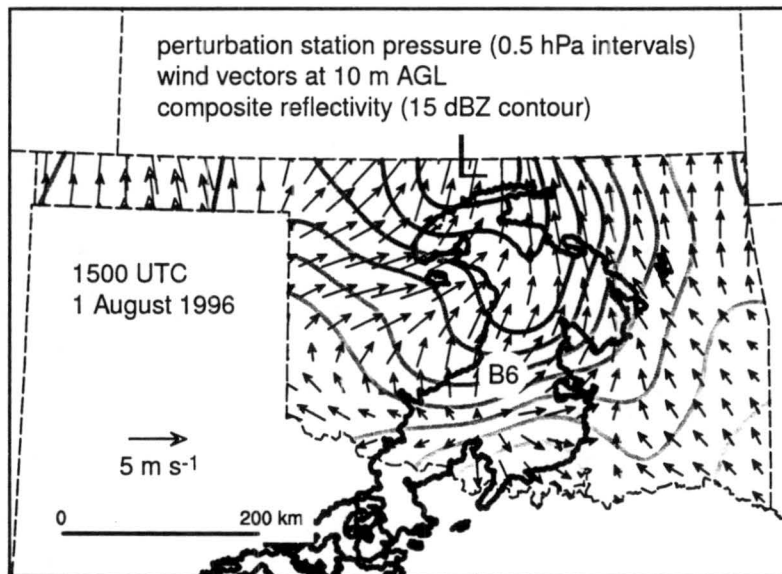 perturbation station pressure (0.5 hPa intervals)
wind vectors at 10 m AGL
composite reflectivity (15 dBZ contour)
1500 UTC
1 August 1996
B6
5 m s-1
0 200 km